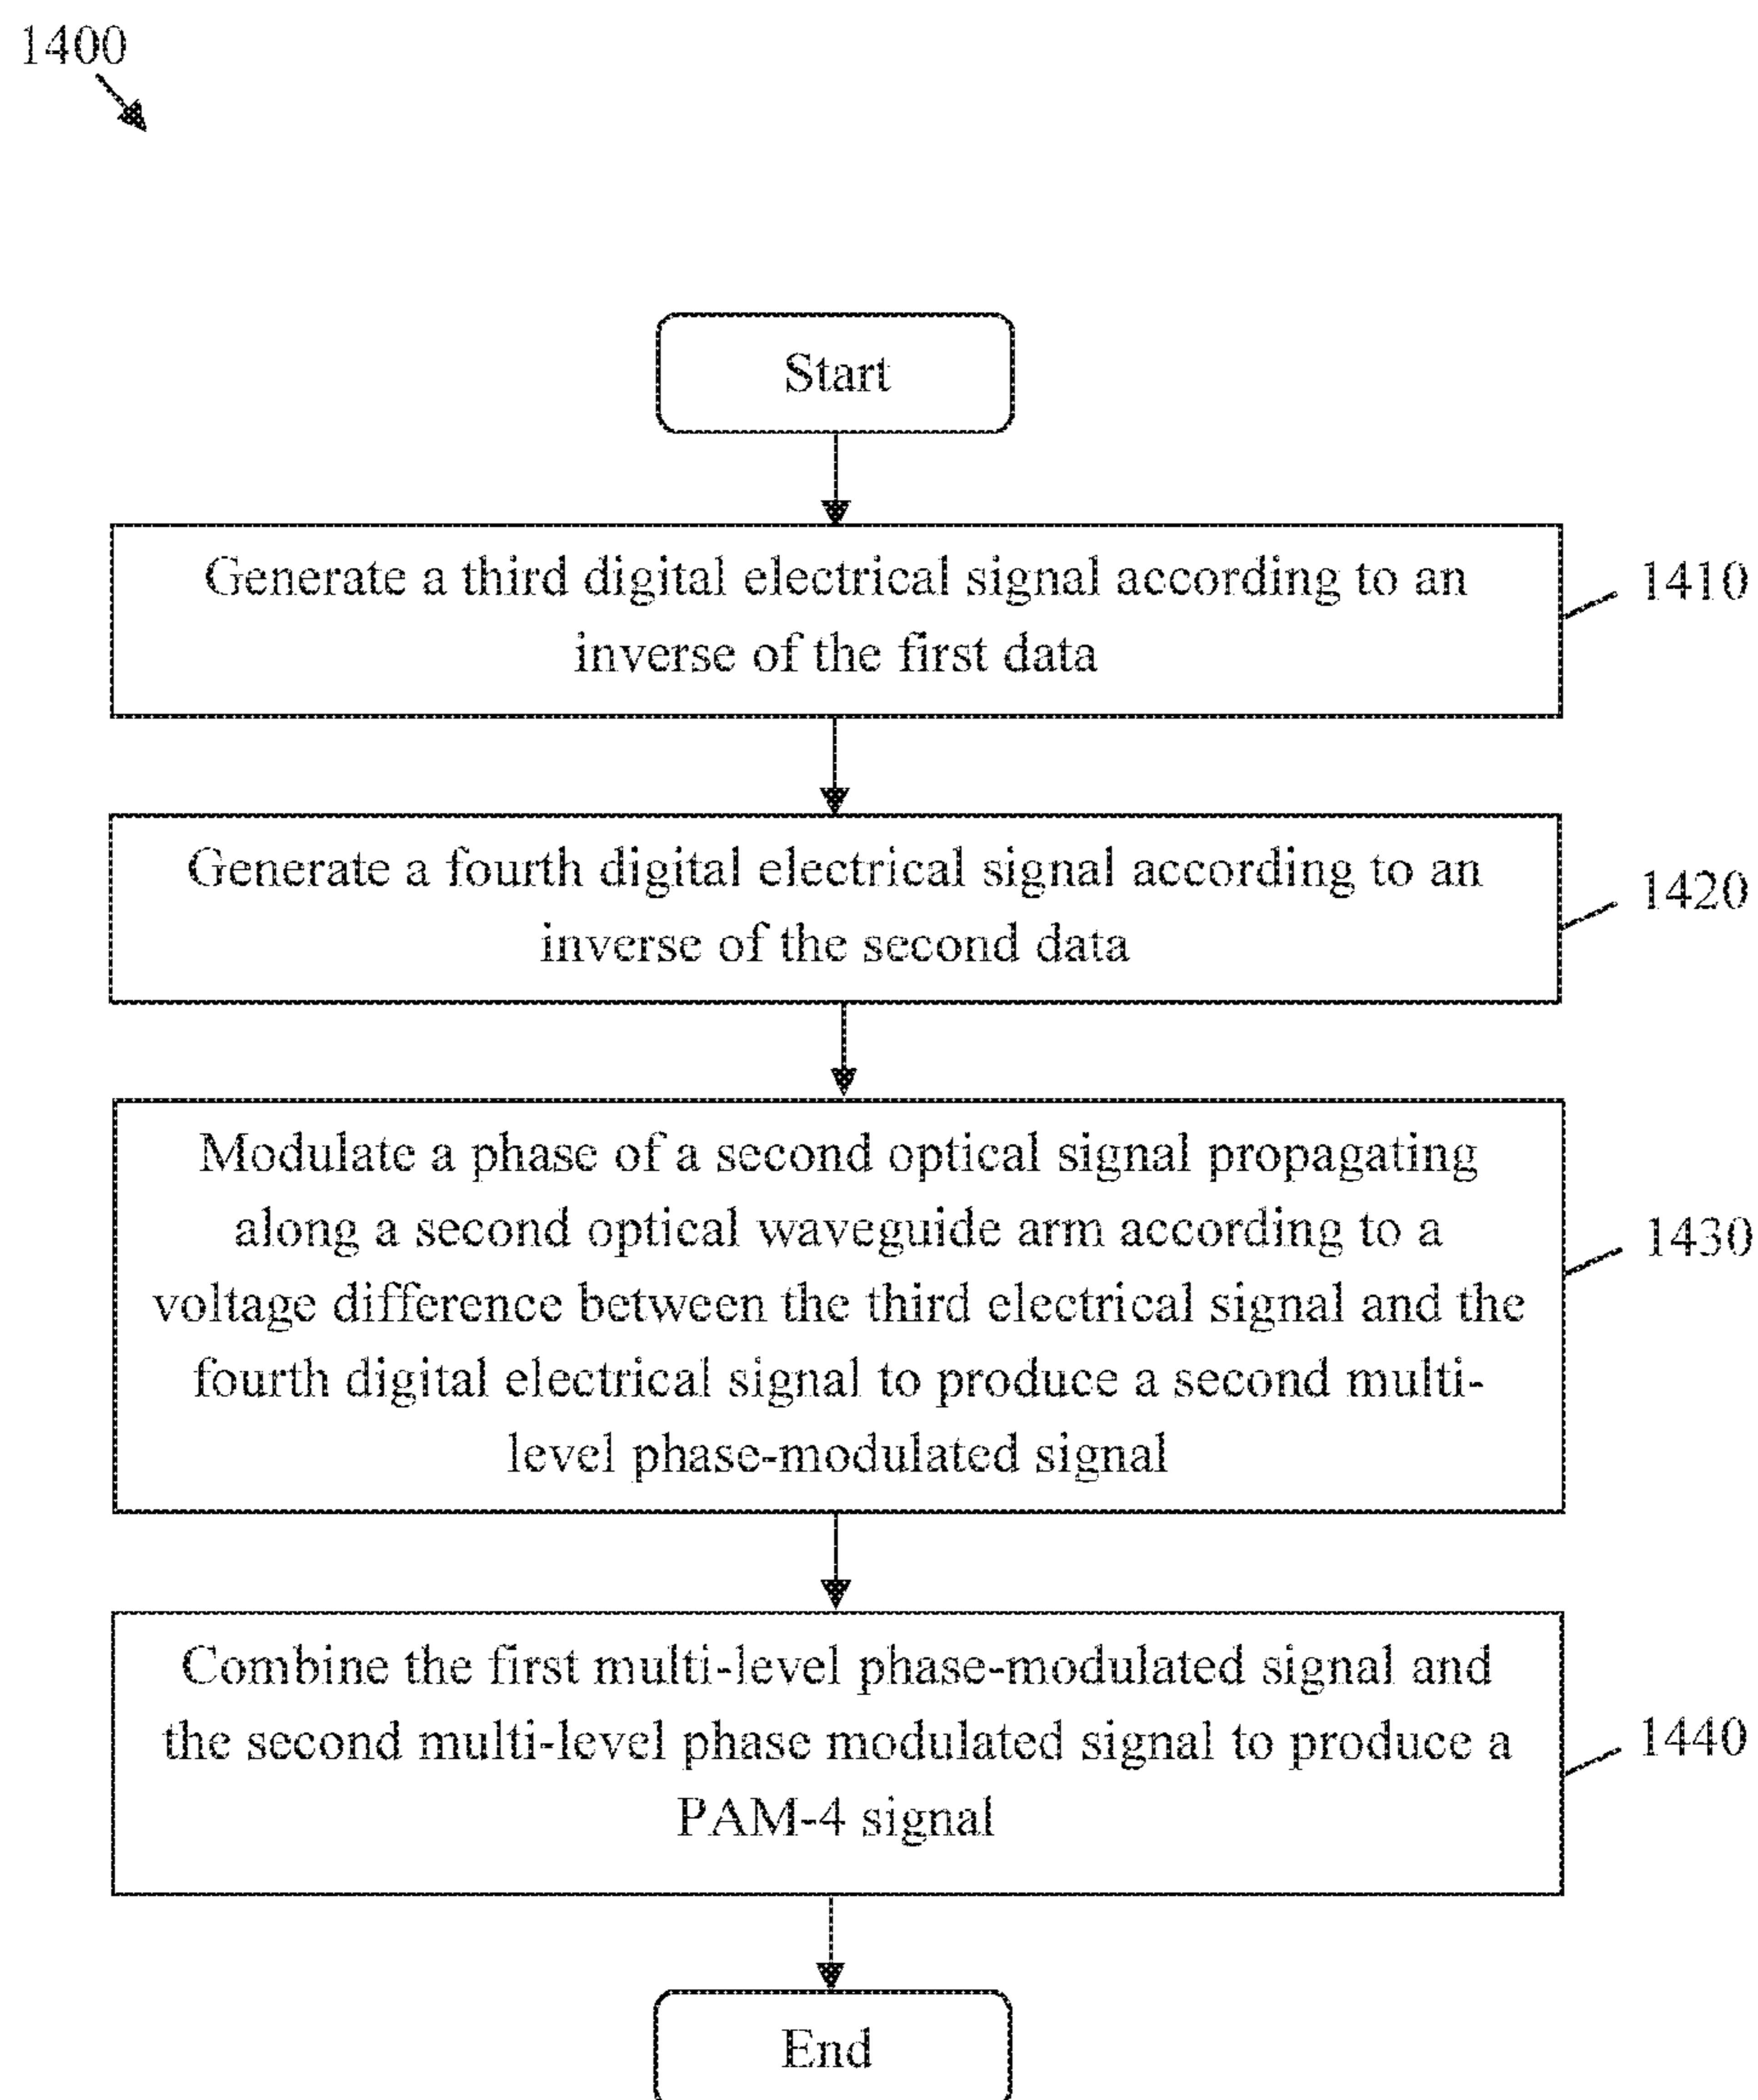 1400
Start
Generate a third digital electrical signal according to an
inverse of the first data
1410
Generate a fourth digital electrical signal according to an
inverse of the second data
1420
Modulate a phase of a second optical signal propagating
along a second optical waveguide arm according to a
voltage difference between the third electrical signal and the
fourth digital electrical signal to produce a second multi-
level phase-modulated signal
1430
Combine the first multi-level phase-modulated signal and
the second multi-level phase modulated signal to produce a
PAM-4 signal
1440
End